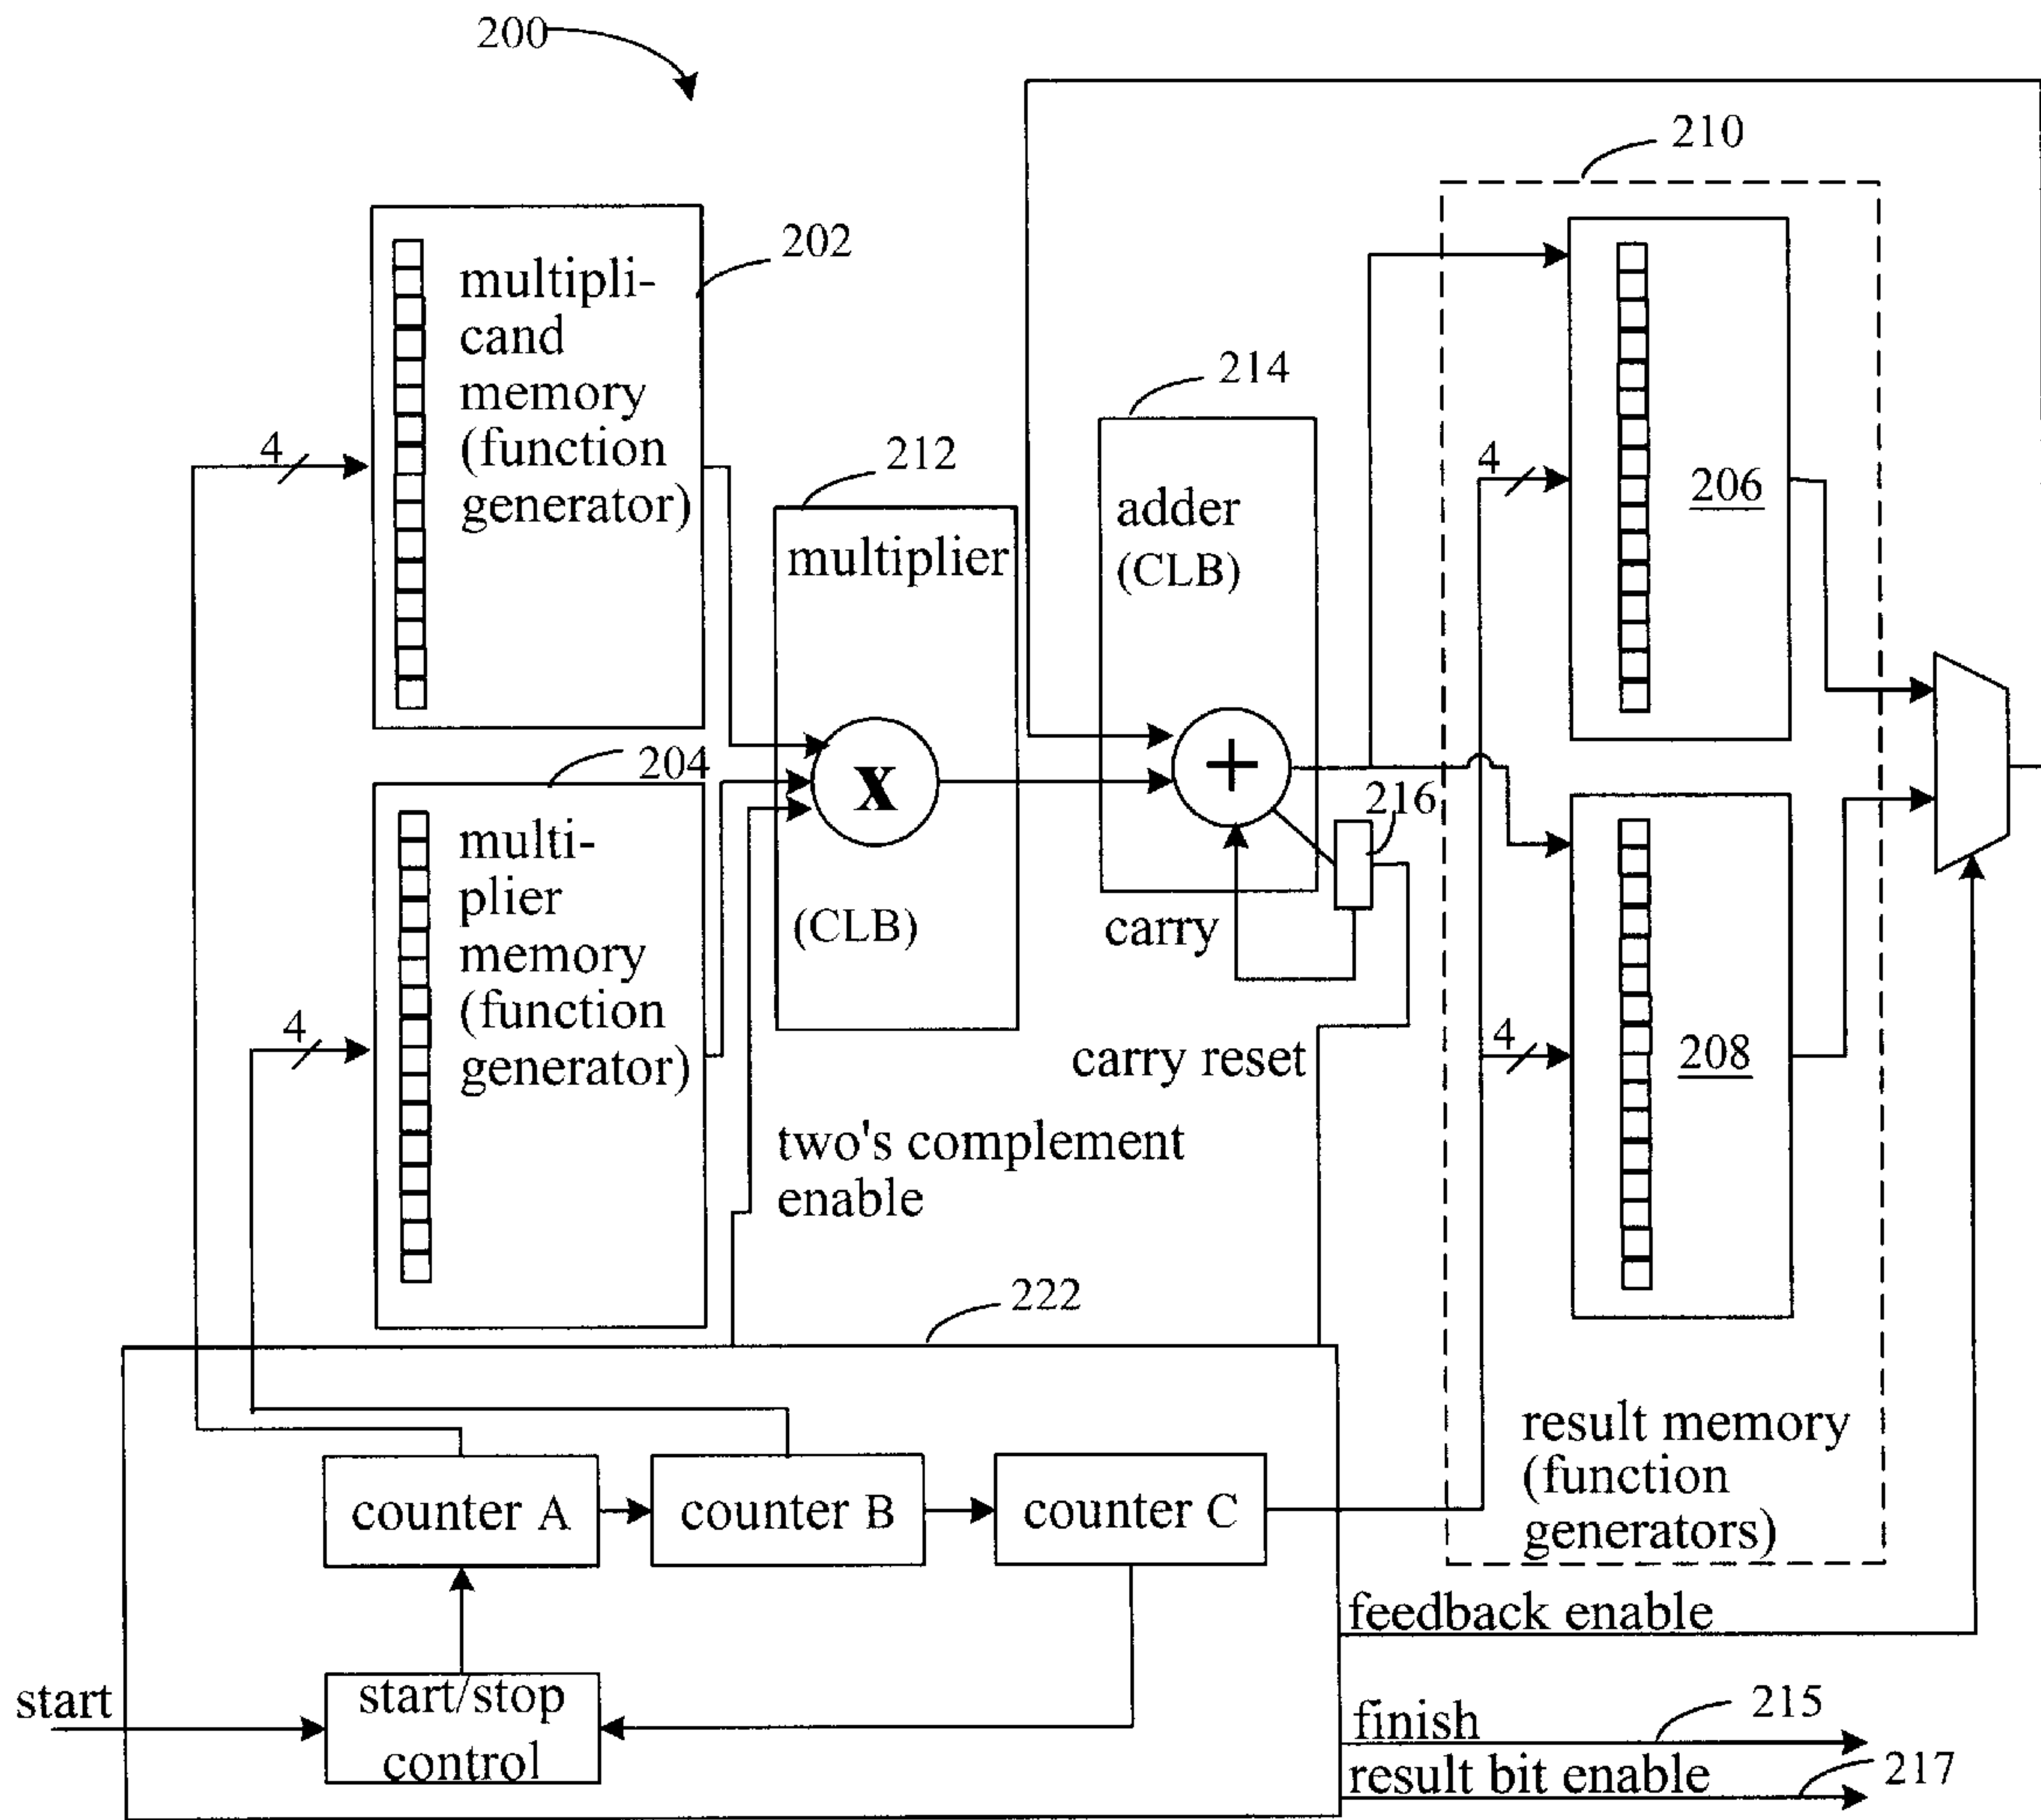 200
210
202
multipli-
cand
memory
(function
generator)
4
214
212
adder
(CLB)
multiplier
4
206
204
216
multi-
plier
memory
(function
generator)
(CLB)
carry
4
4
carry reset
208
two's complement
enable
222
result memory
(function
generators)
counter A
counter B
counter C
feedback enable
start
start/stop
control
finish
215
result bit enable
217
X
+